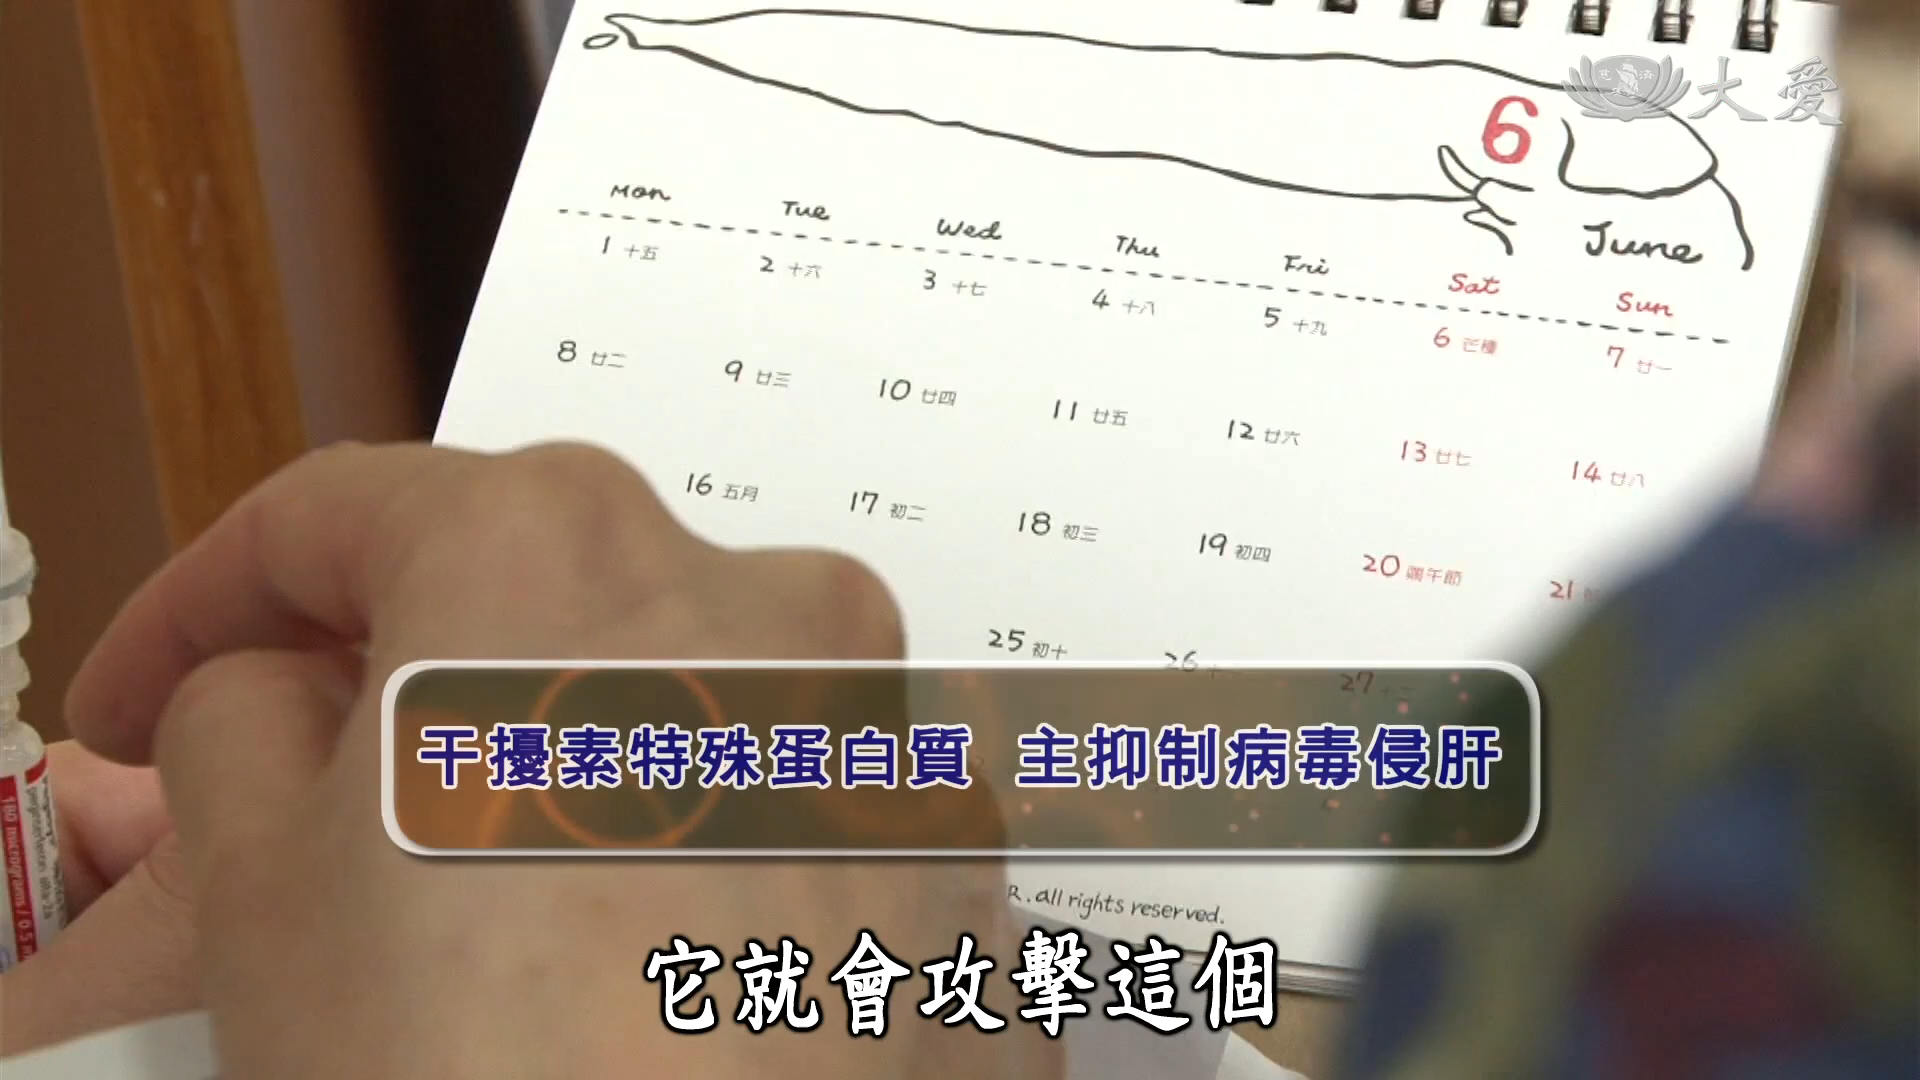 大愛
6
June
Mon Tue Wed Thu Fri Sat Sun
1 十五 2 十六 3 十七 4 十八 5 十九 6 芒種 7 廿一
8 廿二 9 廿三 10 廿四 11 廿五 12 廿六 13 廿七 14 廿八
16 五月 17 初二 18 初三 19 初四 20 端午節 21
25 初十 26 27
180 micrograms / 0.5
干擾素特殊蛋白質 主抑制病毒侵肝
R. all rights reserved.
它就會攻擊這個